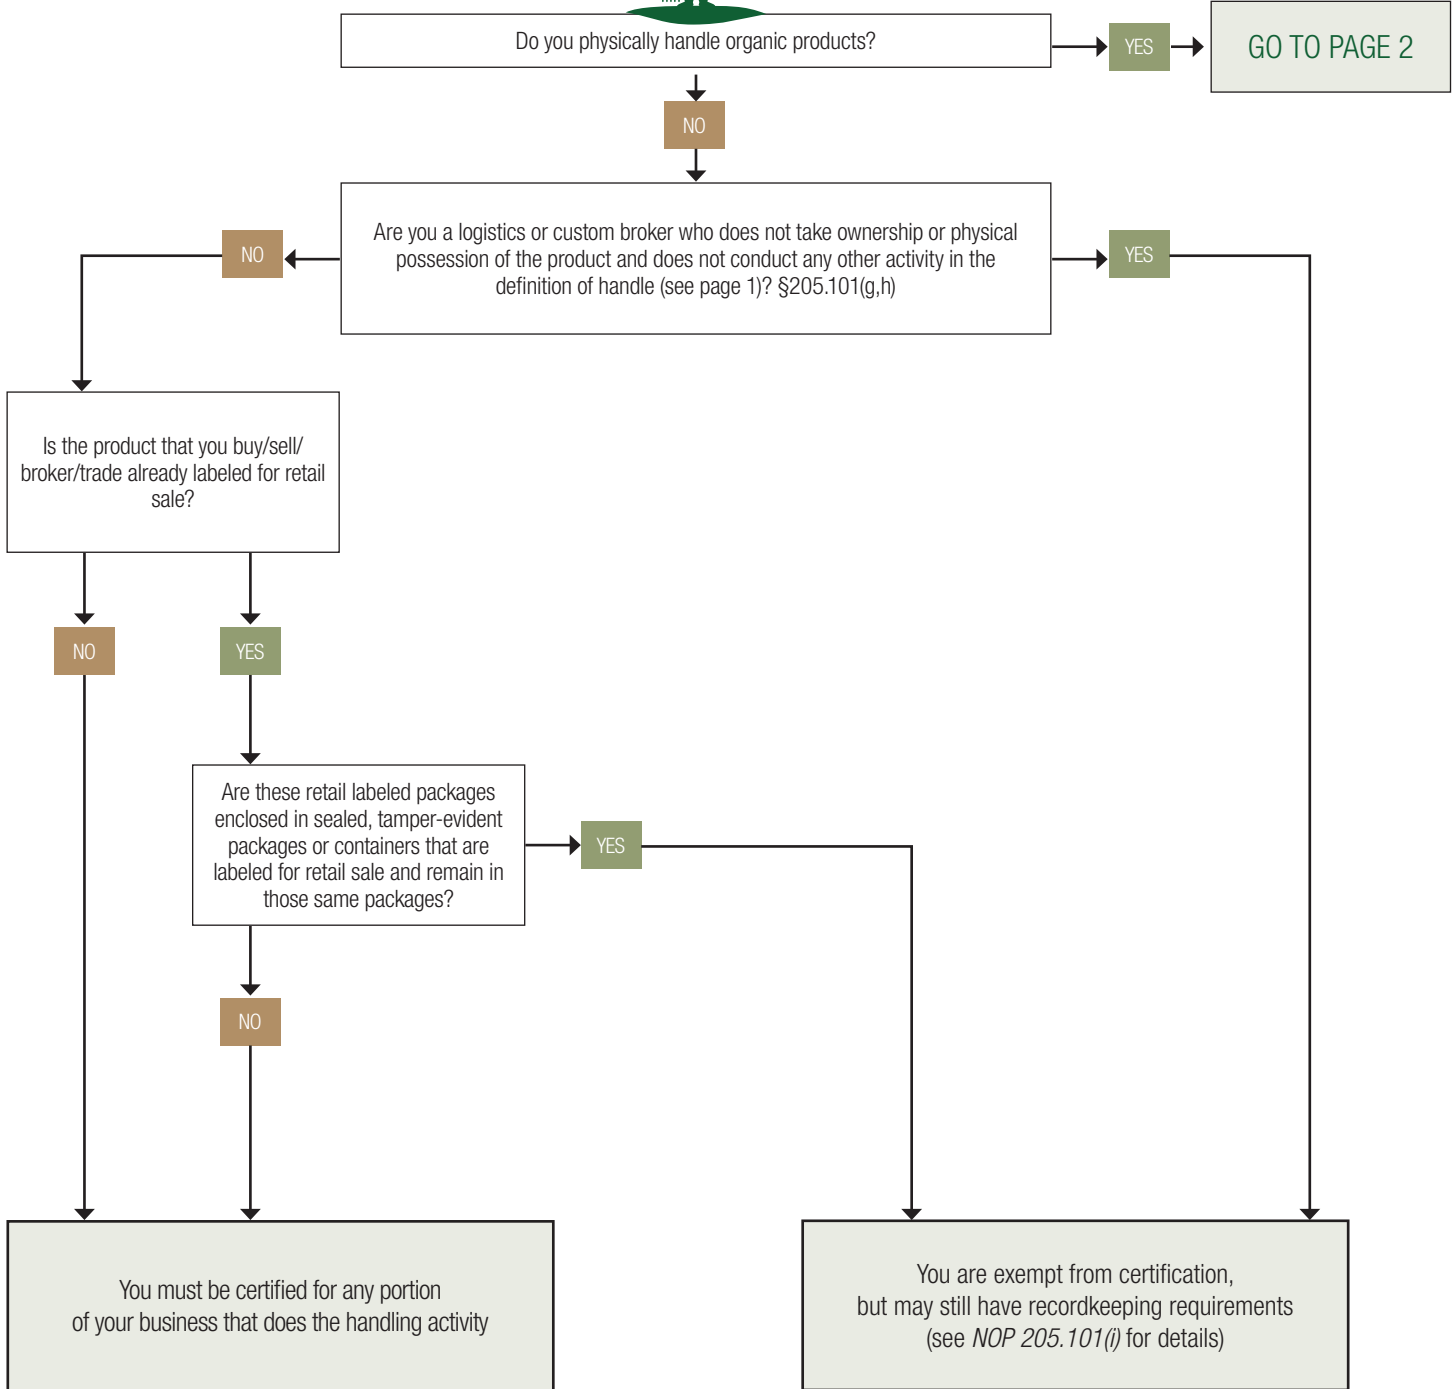 Do you physically handle organic products?
YES
GO TO PAGE 2
NO
Are you a logistics or custom broker who does not take ownership or physical
possession of the product and does not conduct any other activity in the
definition of handle (see page 1)? §205.101(g,h)
NO
YES
Is the product that you buy/sell/
broker/trade already labeled for retail
sale?
NO
YES
Are these retail labeled packages
enclosed in sealed, tamper-evident
packages or containers that are
labeled for retail sale and remain in
those same packages?
YES
NO
You must be certified for any portion
of your business that does the handling activity
You are exempt from certification,
but may still have recordkeeping requirements
(see NOP 205.101(i) for details)